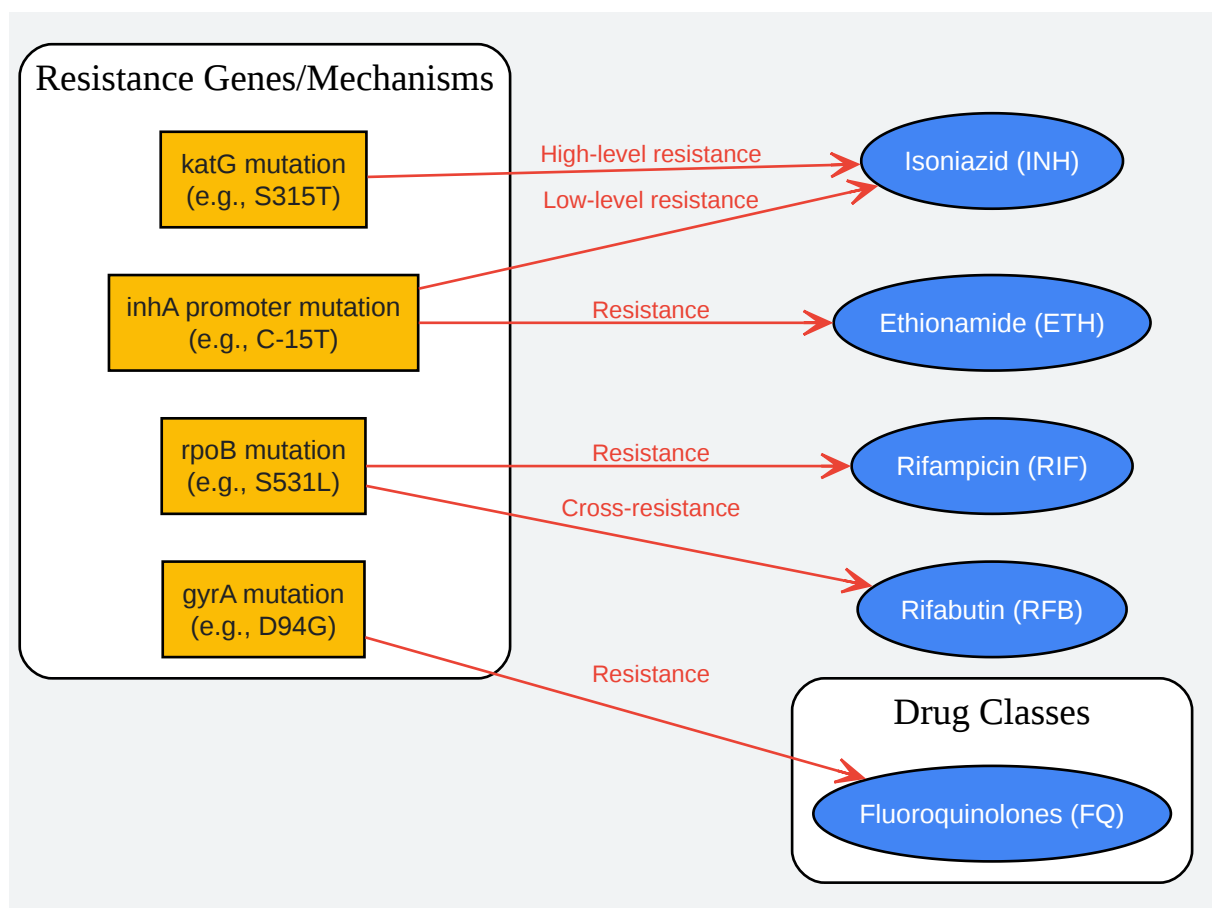 Resistance Genes/Mechanisms
katG mutation
(e.g., S315T)
High-level resistance
Isoniazid (INH)
Low-level resistance
inhA promoter mutation
(e.g., C-15T)
Resistance
Ethionamide (ETH)
rpoB mutation
(e.g., S531L)
Resistance
Rifampicin (RIF)
Cross-resistance
Rifabutin (RFB)
gyrA mutation
(e.g., D94G)
Resistance
Drug Classes
Fluoroquinolones (FQ)